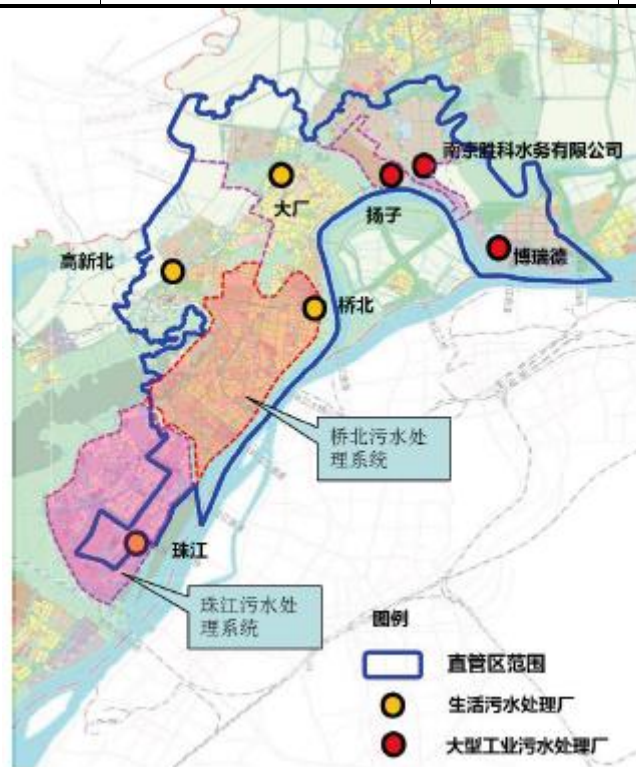 南京胜科水务有限公司
大厂
扬子
博瑞德
高新北
桥北
桥北污水处
理系统
珠江
珠江污水处
理系统
图例
直管区范围
生活污水处理厂
大型工业污水处理厂